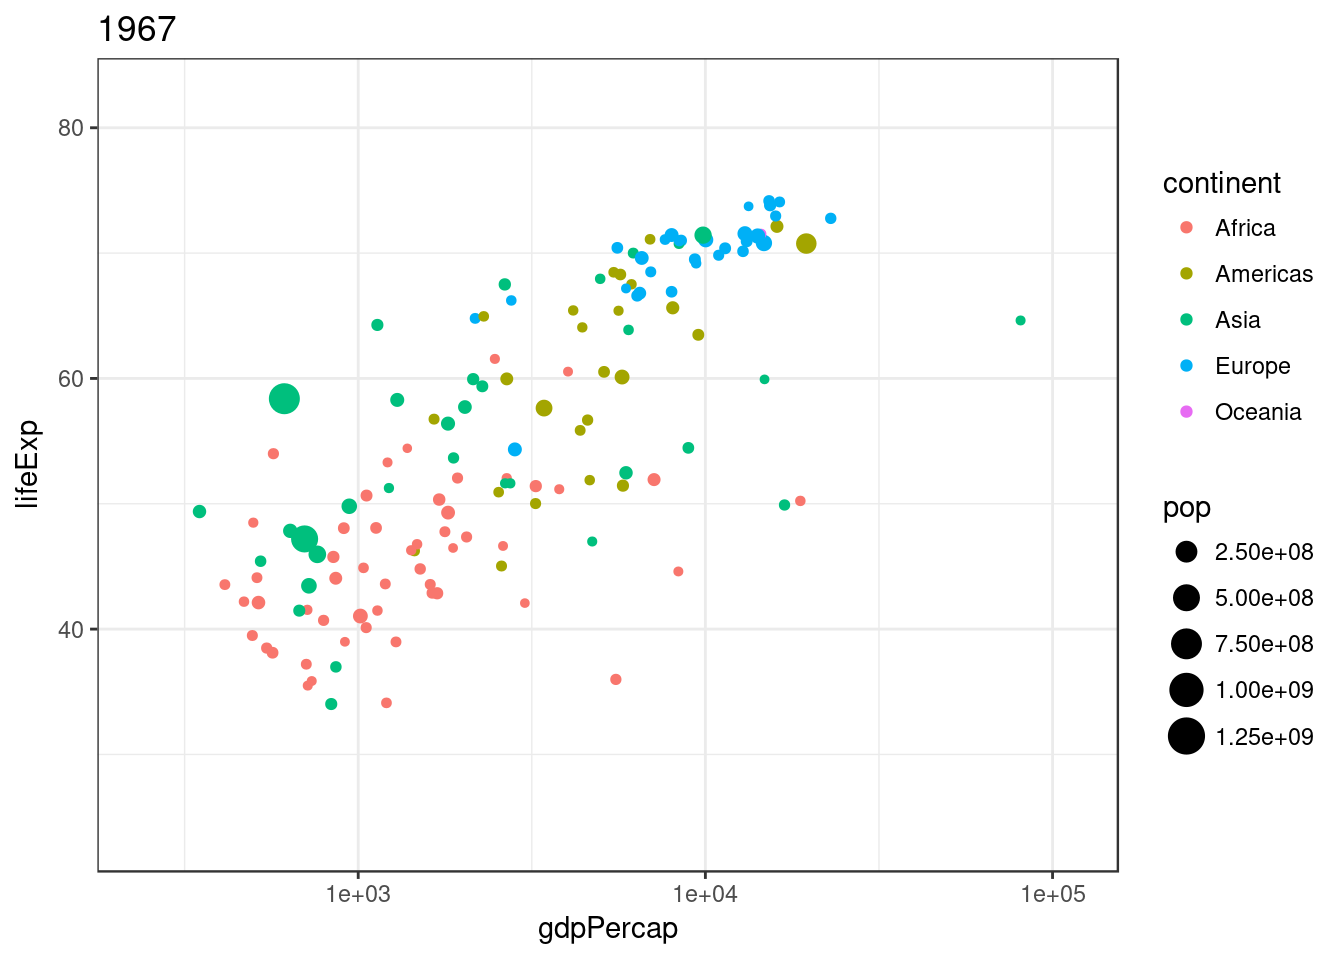 1967
lifeExp
80
60
40
1e+03
1e+04
1e+05
gdpPercap
continent
Africa
Americas
Asia
Europe
Oceania
pop
2.50e+08
5.00e+08
7.50e+08
1.00e+09
1.25e+09